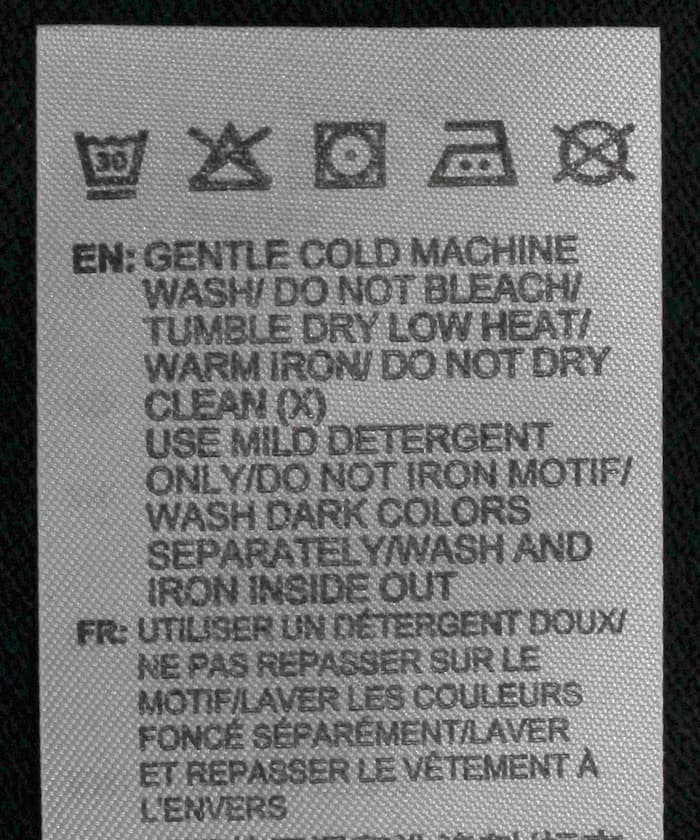 30
EN: GENTLE COLD MACHINE
WASH/ DO NOT BLEACH/
TUMBLE DRY LOW HEAT/
WARM IRON/ DO NOT DRY
CLEAN (X)
USE MILD DETERGENT
ONLY/DO NOT IRON MOTIF/
WASH DARK COLORS
SEPARATELY/WASH AND
IRON INSIDE OUT
FR: UTILISER UN DÉTERGENT DOUX/
NE PAS REPASSER SUR LE
MOTIF/LAVER LES COULEURS
FONCÉ SÉPARÉMENT/LAVER
ET REPASSER LE VÊTEMENT À
L'ENVERS